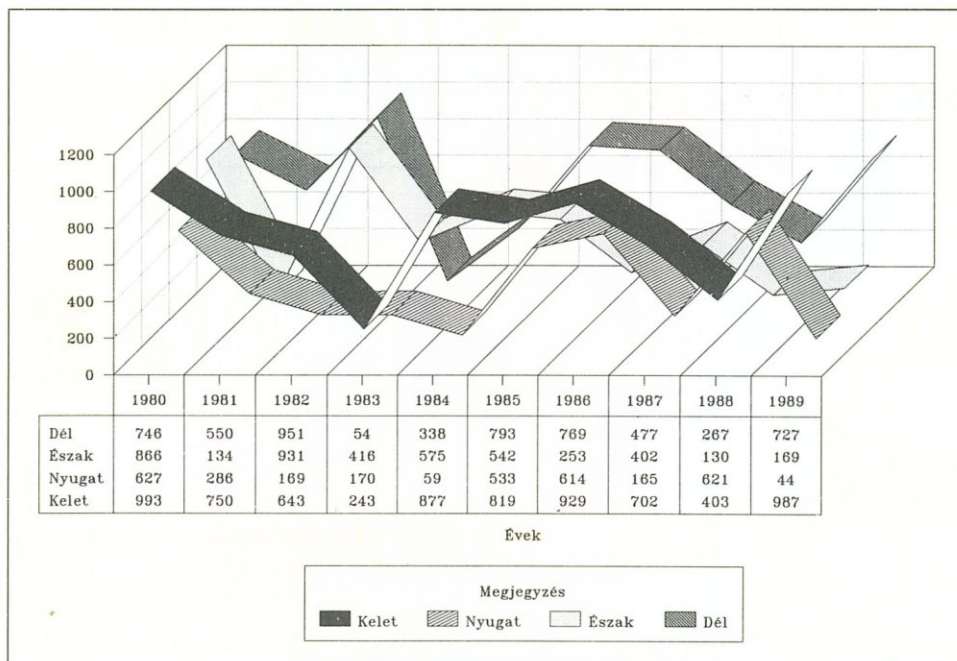 1200
1000
800
600
400
200
0
1980 1981 1982 1983 1984 1985 1986 1987 1988 1989
Dél 746 550 951 54 338 793 769 477 267 727
Észak 866 134 931 416 575 542 253 402 130 169
Nyugat 627 286 169 170 59 533 614 165 621 44
Kelet 993 750 643 243 877 819 929 702 403 987
Évek
Megjegyzés
Kelet Nyugat Észak Dél